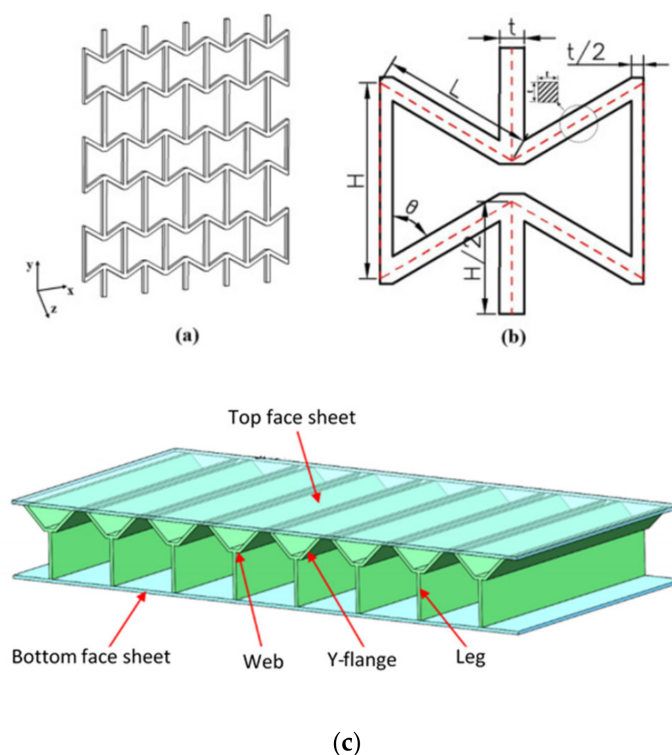 y
x
z
(a)
t
t/2
L
t
t
H
θ
H/2
(b)
Top face sheet
Bottom face sheet
Web
Y-flange
Leg
(c)